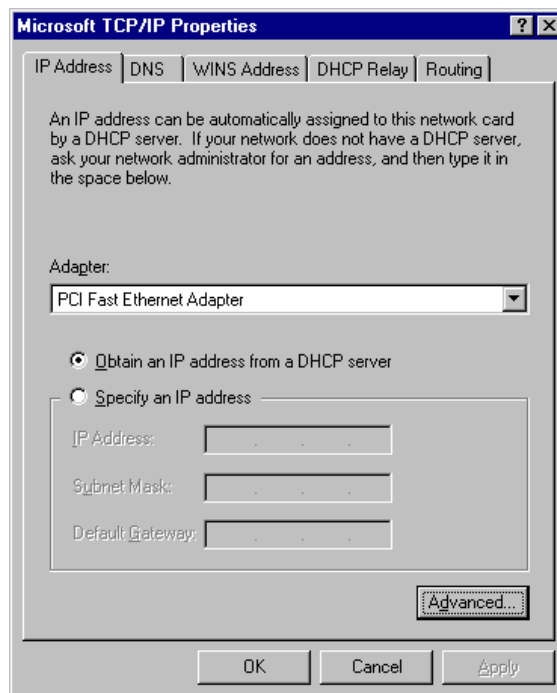 Microsoft TCP/IP Properties
IP Address DNS WINS Address DHCP Relay Routing
An IP address can be automatically assigned to this network card
by a DHCP server. If your network does not have a DHCP server,
ask your network administrator for an address, and then type it in
the space below.
Adapter:
PCI Fast Ethernet Adapter
Obtain an IP address from a DHCP server
Specify an IP address
IP Address:
Subnet Mask:
Default Gateway:
Advanced...
OK Cancel Apply